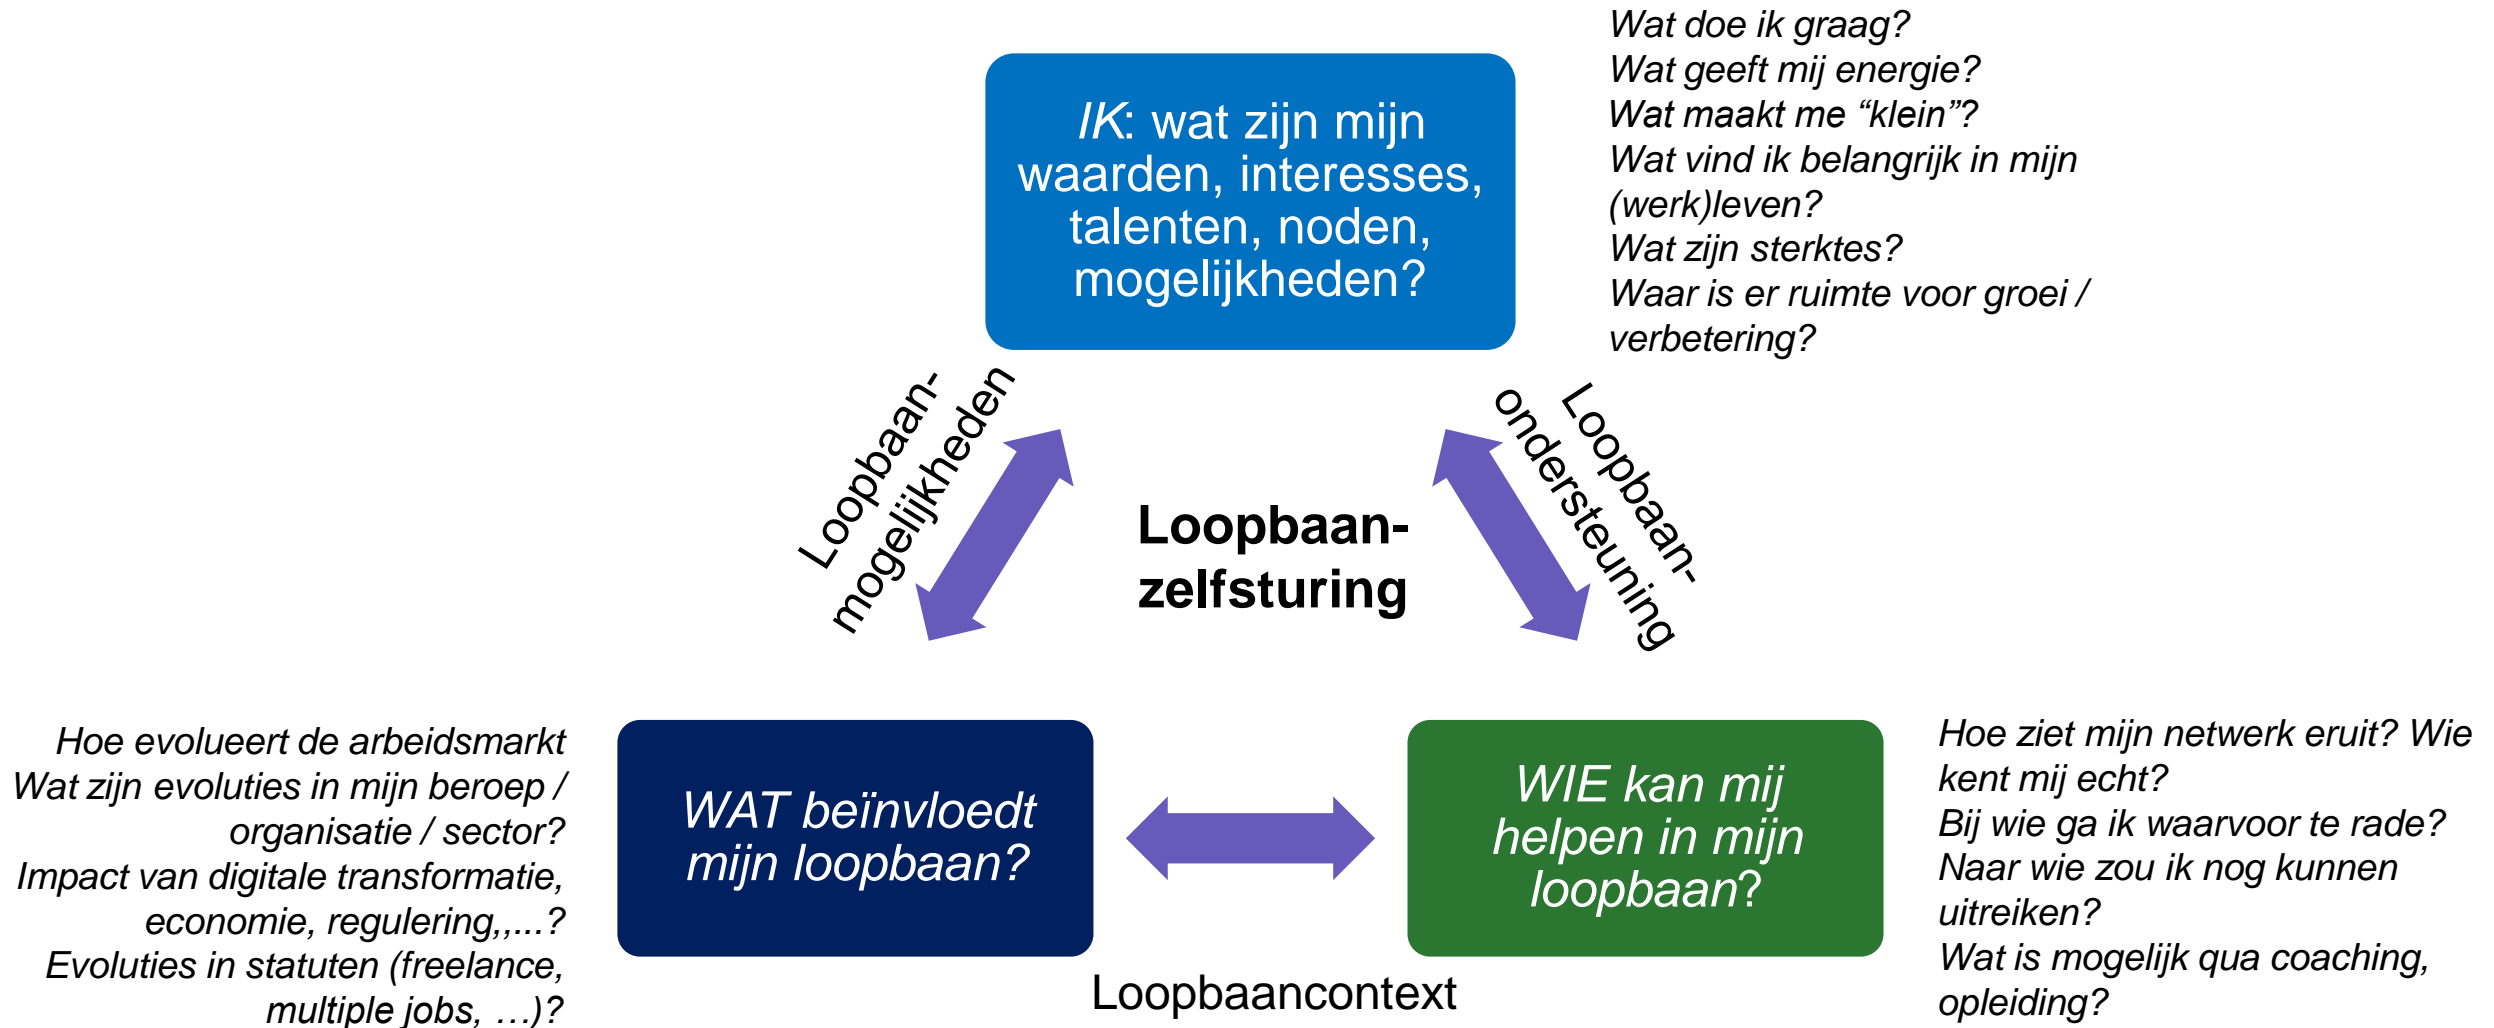 Wat doe ik graag?
Wat geeft mij energie?
Wat maakt me “klein”?
Wat vind ik belangrijk in mijn
(werk)leven?
Wat zijn sterktes?
Waar is er ruimte voor groei /
verbetering?
IK: wat zijn mijn
waarden, interesses,
talenten, noden,
mogelijkheden?
Loopbaan-
mogelijkheden
Loopbaan-
ondersteuning
Loopbaan-
zelfsturing
Hoe evolueert de arbeidsmarkt
Wat zijn evoluties in mijn beroep /
organisatie / sector?
Impact van digitale transformatie,
economie, regulering,,...?
Evoluties in statuten (freelance,
multiple jobs, …)?
WAT beïnvloedt
mijn loopbaan?
WIE kan mij
helpen in mijn
loopbaan?
Hoe ziet mijn netwerk eruit? Wie
kent mij echt?
Bij wie ga ik waarvoor te rade?
Naar wie zou ik nog kunnen
uitreiken?
Wat is mogelijk qua coaching,
opleiding?
Loopbaancontext